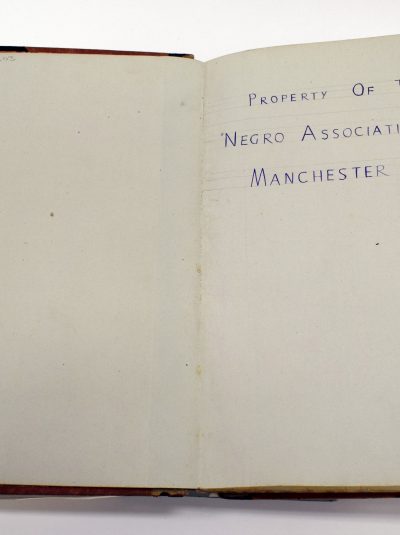 PROPERTY OF T
'NEGRO ASSOCIATI
MANCHESTER